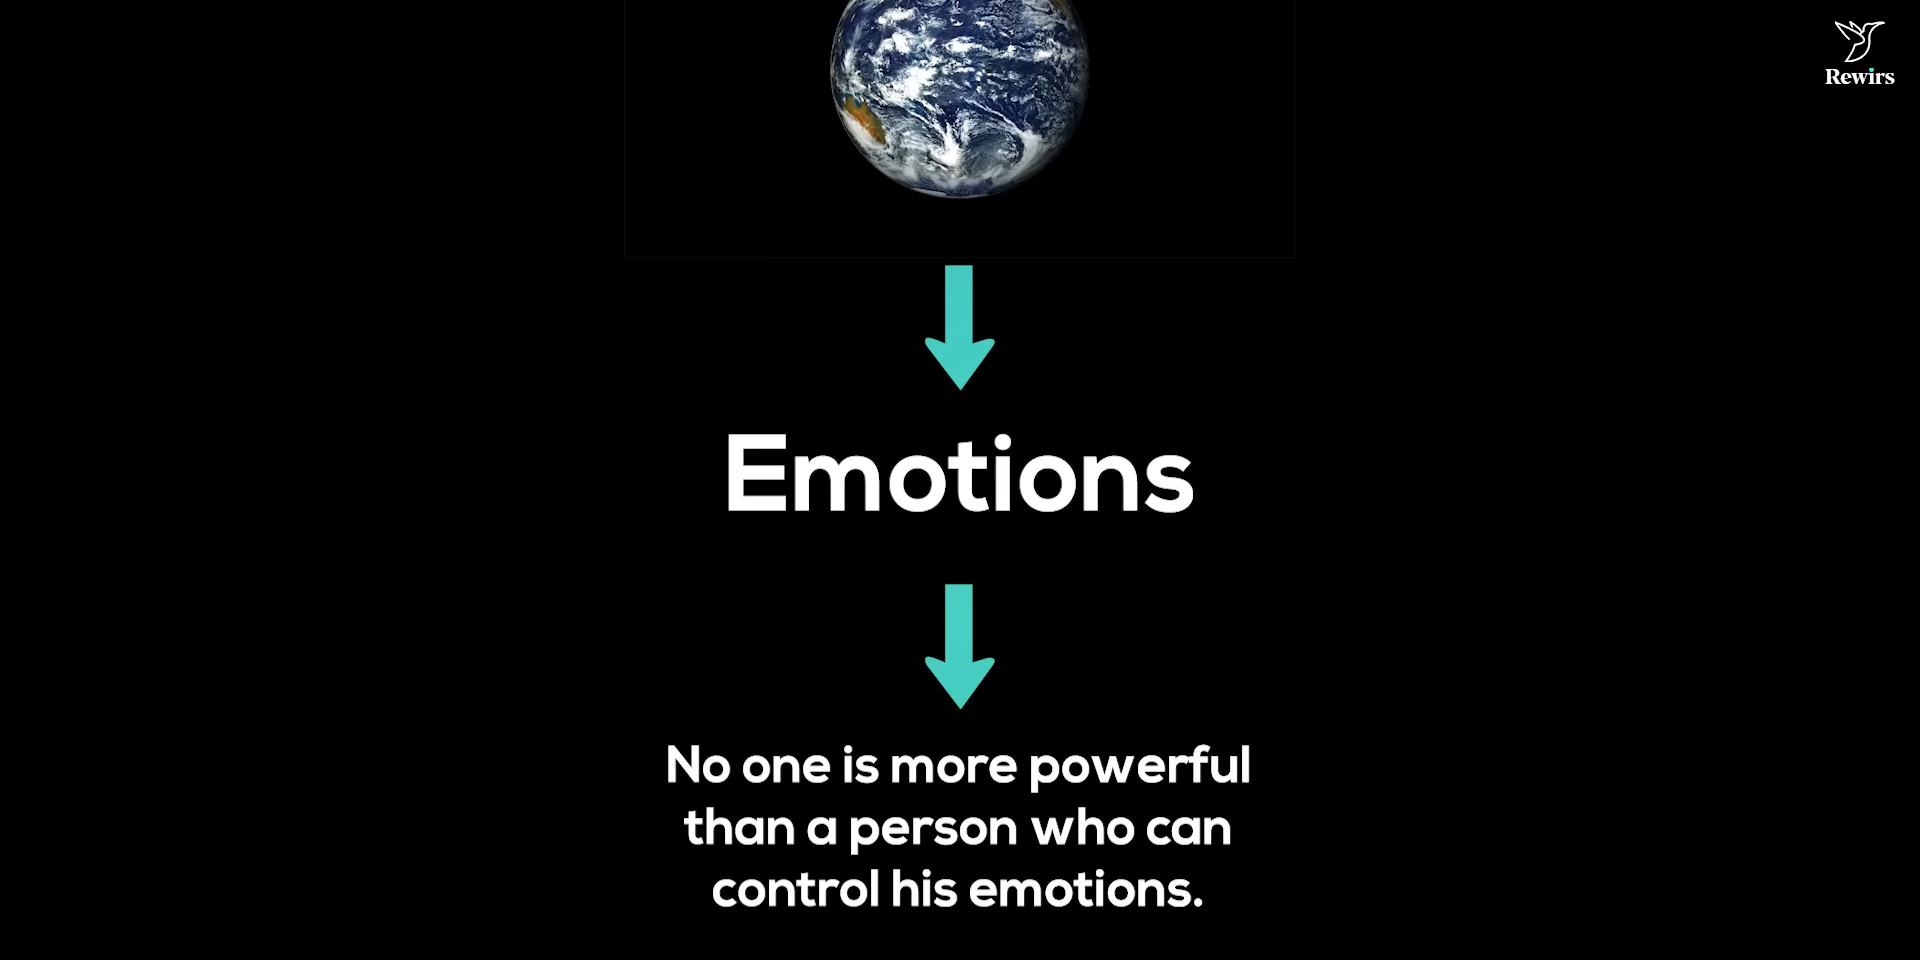 Rewirs
Emotions
No one is more powerful
than a person who can
control his emotions.